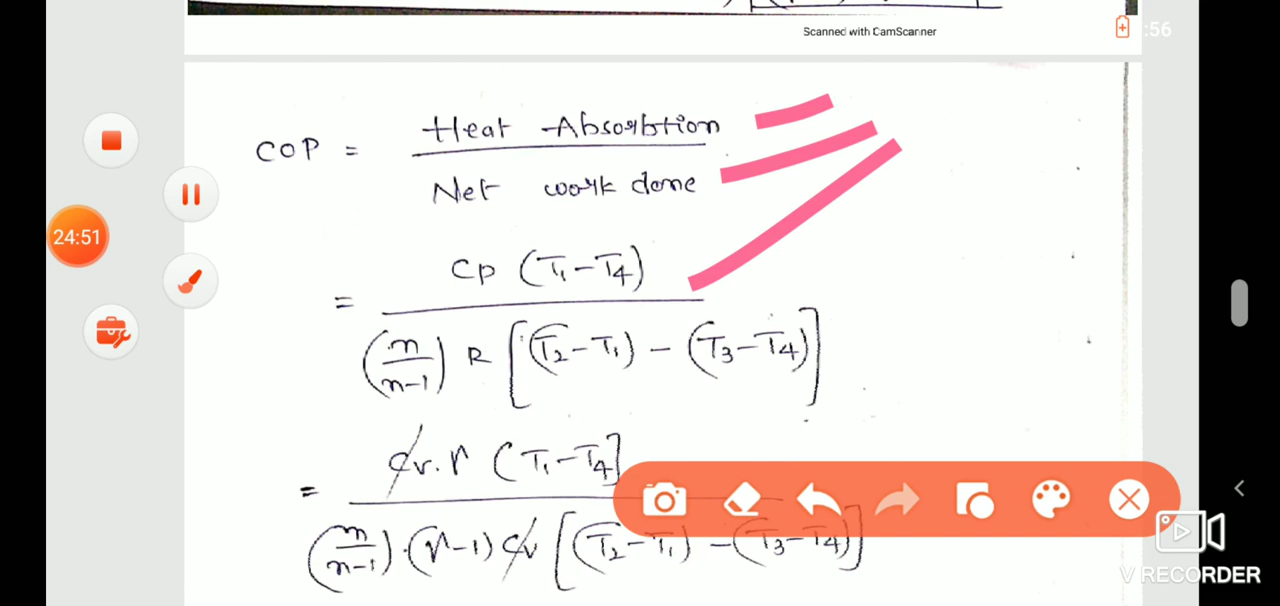 Scanned with CamScanner
:56
COP = Heat Absorbtion
Net work done
24:51
= Cp (T1-T4)
(n/n-1) R [(T2-T1) - (T3-T4)]
= Cv.r (T1-T4]
(n/n-1).(r-1) Cv [(T2-T1) - (T3-T4)]
V RECORDER